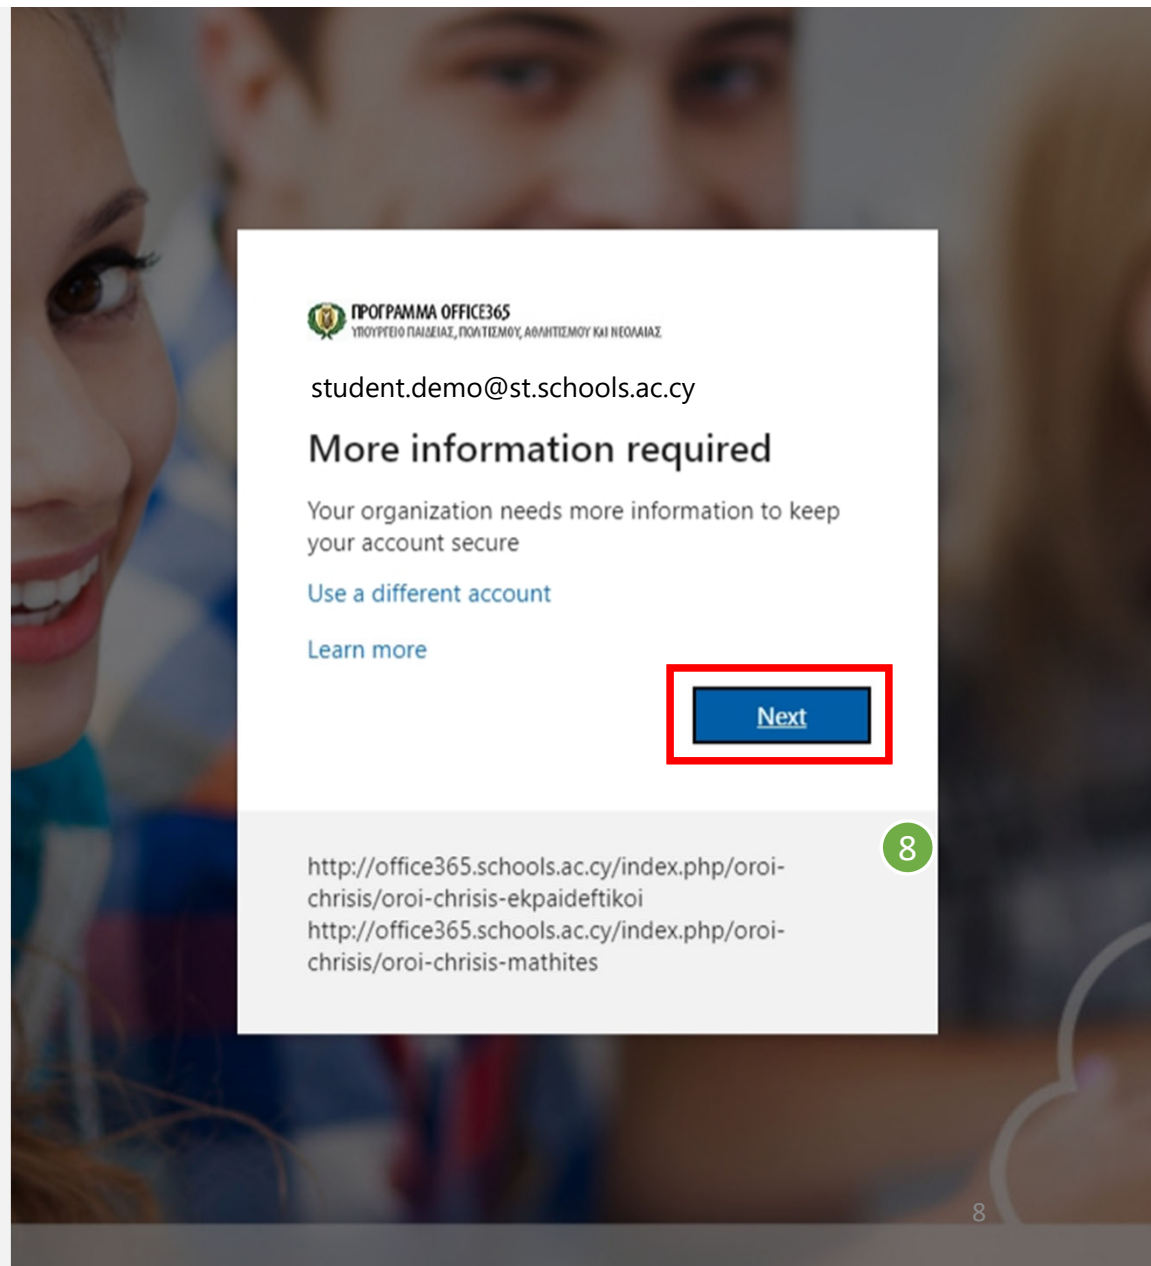 ΠΡΟΓΡΑΜΜΑ OFFICE365
ΥΠΟΥΡΓΕΙΟ ΠΑΙΔΕΙΑΣ, ΠΟΛΙΤΙΣΜΟΥ, ΑΘΛΗΤΙΣΜΟΥ ΚΑΙ ΝΕΟΛΑΙΑΣ
student.demo@st.schools.ac.cy
More information required
Your organization needs more information to keep
your account secure
Use a different account
Learn more
Next
8
http://office365.schools.ac.cy/index.php/oroi-
chrisis/oroi-chrisis-ekpaideftikoi
http://office365.schools.ac.cy/index.php/oroi-
chrisis/oroi-chrisis-mathites
8